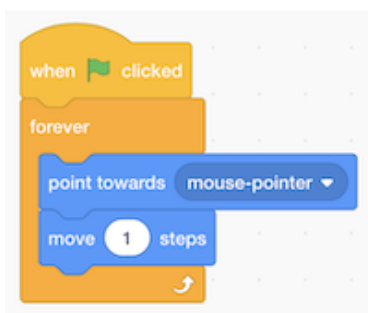 when clicked
forever
point towards mouse-pointer
move 1 steps